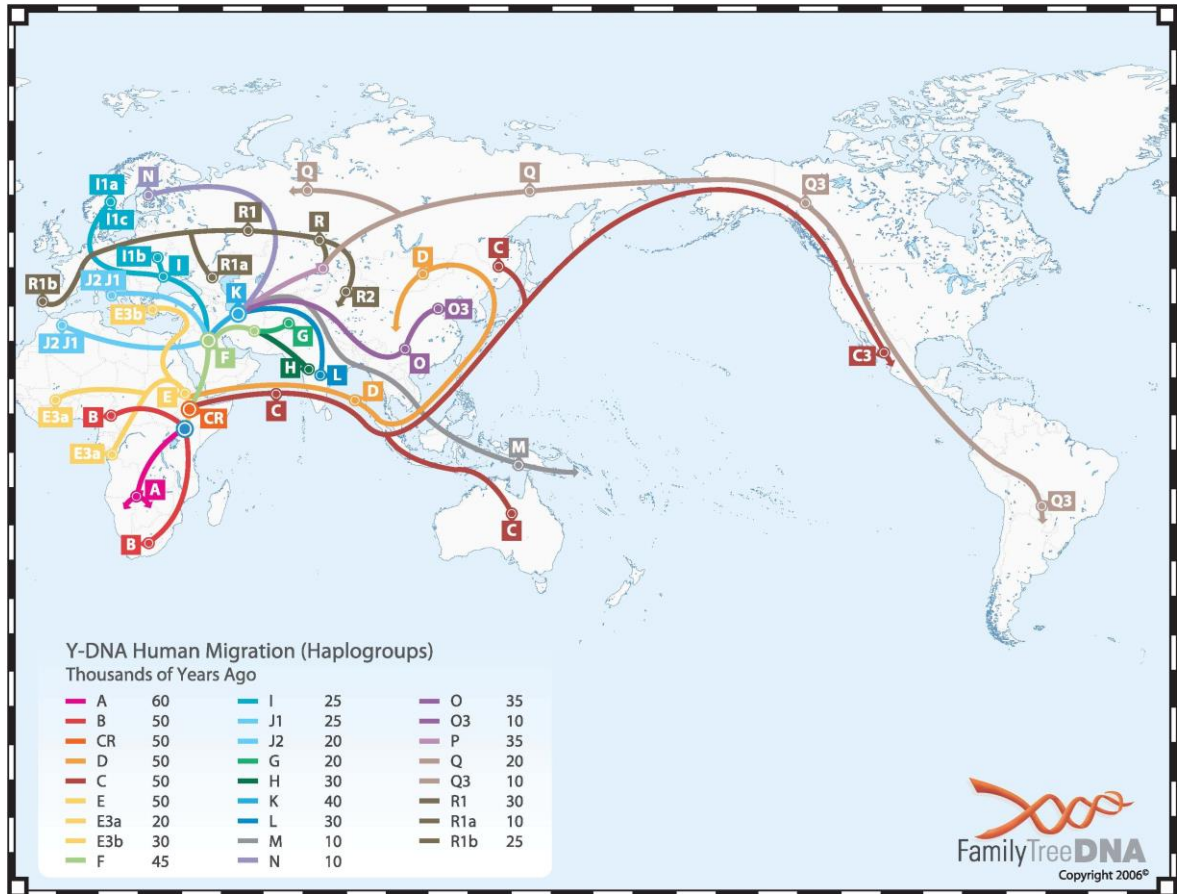 N
Q
Q
I1a
Q3
I1c
R1
R
I1b
I
R1a
D
C
J2 J1
K
R1b
R2
E3b
O3
J2 J1
F
G
O
C3
H
L
E
D
E3a
B
CR
C
E3a
M
A
Q3
C
B
Y-DNA Human Migration (Haplogroups)
Thousands of Years Ago
A 60
B 50
CR 50
D 50
C 50
E 50
E3a 20
E3b 30
F 45
I 25
J1 25
J2 20
G 20
H 30
K 40
L 30
M 10
N 10
O 35
O3 10
P 35
Q 20
Q3 10
R1 30
R1a 10
R1b 25
FamilyTreeDNA
Copyright 2006©